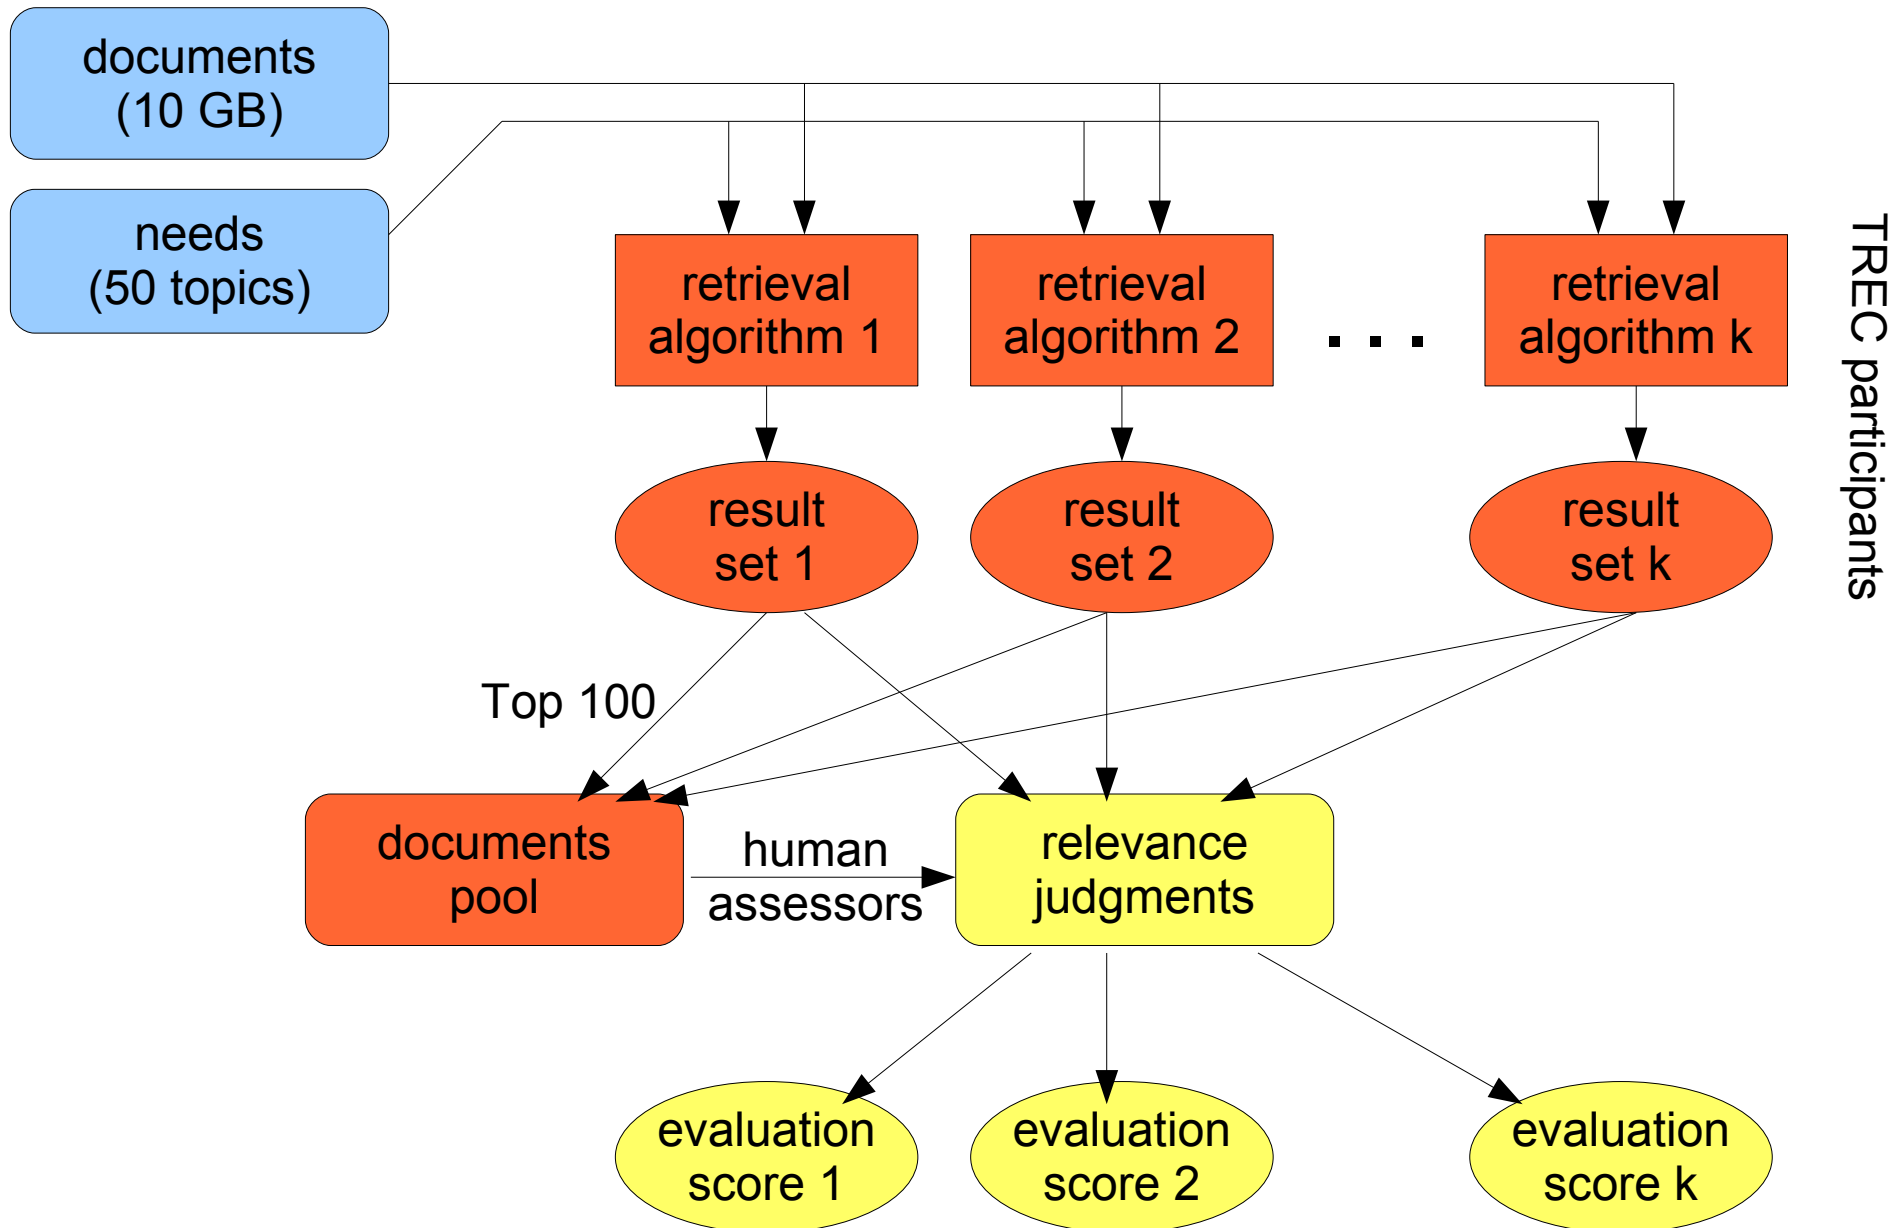 documents
(10 GB)
needs
(50 topics)
retrieval
algorithm 1
retrieval
algorithm 2
. . .
retrieval
algorithm k
TREC participants
result
set 1
result
set 2
result
set k
Top 100
documents
pool
human
assessors
relevance
judgments
evaluation
score 1
evaluation
score 2
evaluation
score k